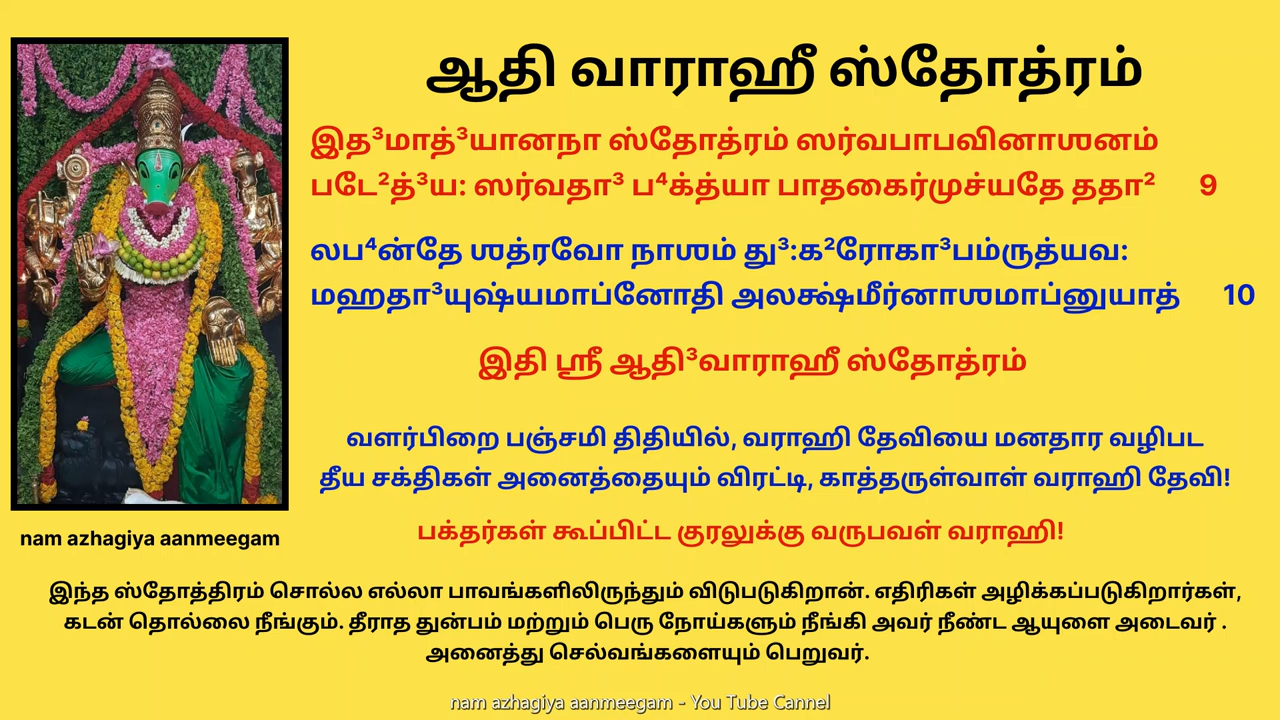 ஆதி வாராஹீ ஸ்தோத்ரம்
இத³மாத்³யானநா ஸ்தோத்ரம் ஸர்வபாபவினாஶனம்
படே²த்³ய: ஸர்வதா³ ப⁴க்த்யா பாதகைர்முச்யதே ததா² 9
லப⁴ன்தே ஶத்ரவோ நாஶம் து³:க²ரோகா³பம்ருத்யவ:
மஹதா³யுஷ்யமாப்னோதி அலக்ஷ்மீர்னாஶமாப்னுயாத் 10
இதி ஶ்ரீ ஆதி³வாராஹீ ஸ்தோத்ரம்
வளர்பிறை பஞ்சமி திதியில், வராஹி தேவியை மனதார வழிபட
தீய சக்திகள் அனைத்தையும் விரட்டி, காத்தருள்வாள் வராஹி தேவி!
பக்தர்கள் கூப்பிட்ட குரலுக்கு வருபவள் வராஹி!
nam azhagiya aanmeegam
இந்த ஸ்தோத்திரம் சொல்ல எல்லா பாவங்களிலிருந்தும் விடுபடுகிறான். எதிரிகள் அழிக்கப்படுகிறார்கள்,
கடன் தொல்லை நீங்கும். தீராத துன்பம் மற்றும் பெரு நோய்களும் நீங்கி அவர் நீண்ட ஆயுளை அடைவர் .
அனைத்து செல்வங்களையும் பெறுவர்.
nam azhagiya aanmeegam - You Tube Cannel